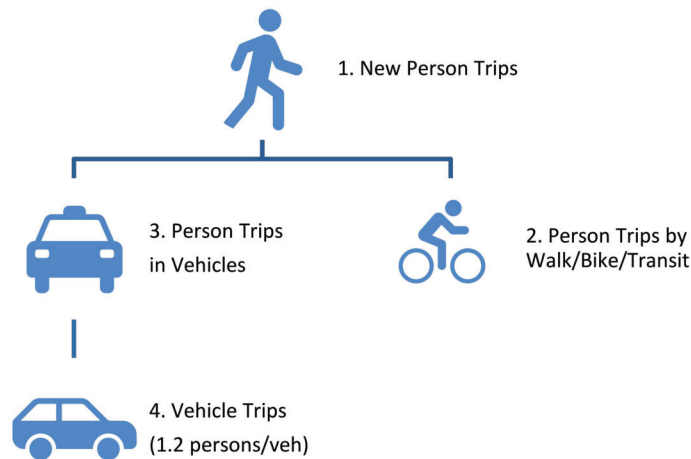 1. New Person Trips
3. Person Trips
in Vehicles
2. Person Trips by
Walk/Bike/Transit
4. Vehicle Trips
(1.2 persons/veh)